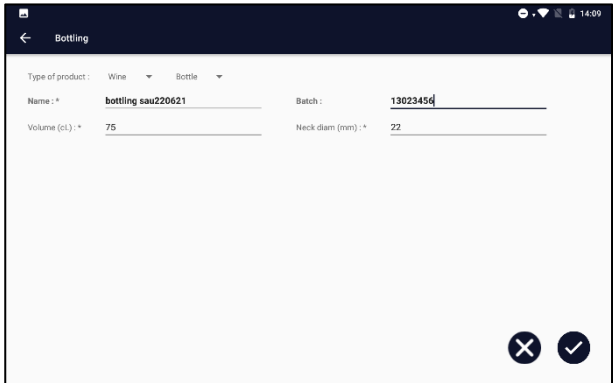 14:09
Bottling
Type of product : Wine Bottle
Name : * bottling sau220621 Batch : 13023456
Volume (cl.) : * 75 Neck diam (mm) : * 22